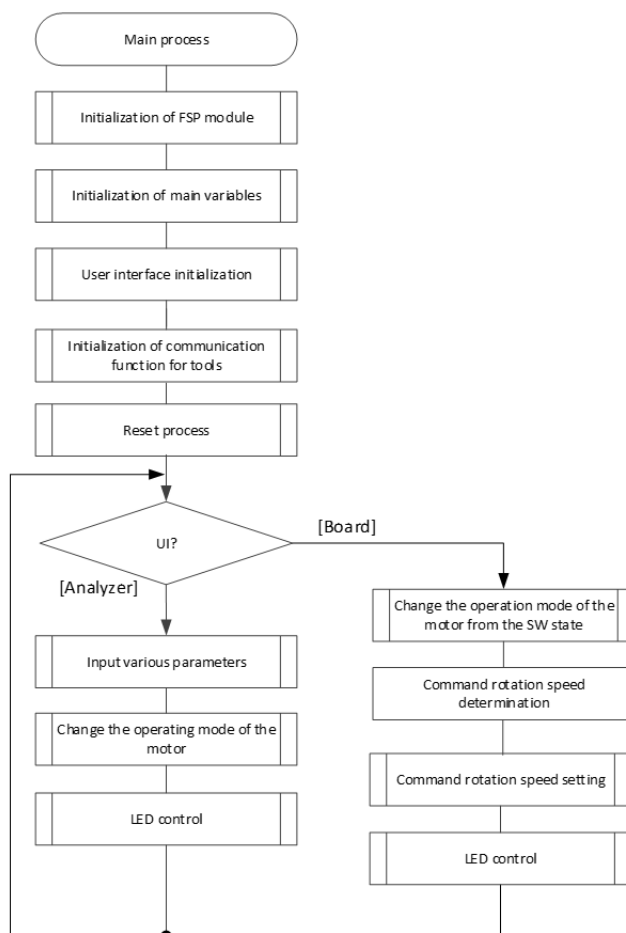 Main process
Initialization of FSP module
Initialization of main variables
User interface initialization
Initialization of communication
function for tools
Reset process
UI?
[Board]
[Analyzer]
Input various parameters
Change the operating mode of the
motor
LED control
Change the operation mode of the
motor from the SW state
Command rotation speed
determination
Command rotation speed setting
LED control